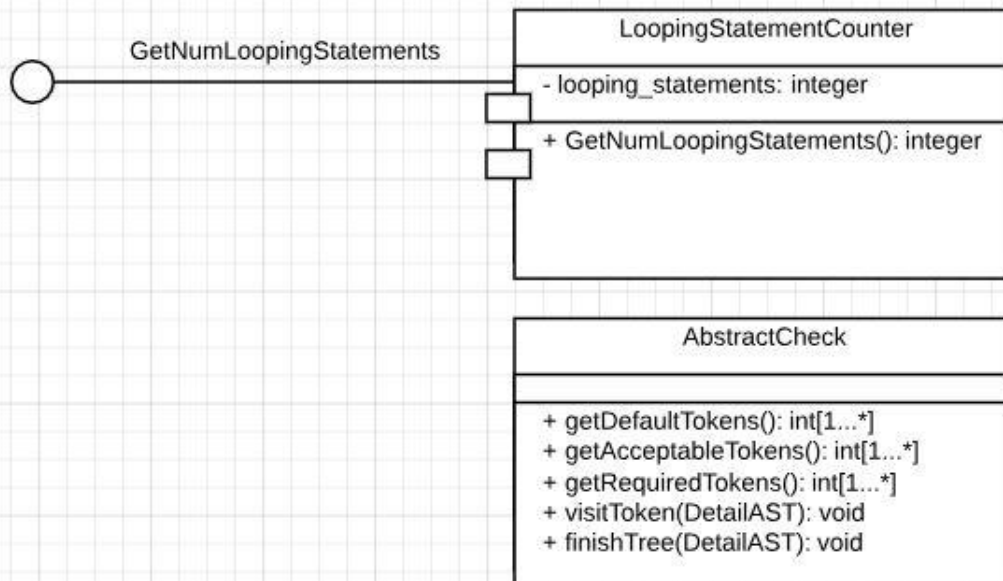 GetNumLoopingStatements
LoopingStatementCounter
- looping_statements: integer
+ GetNumLoopingStatements(): integer
AbstractCheck
+ getDefaultTokens(): int[1...*]
+ getAcceptableTokens(): int[1...*]
+ getRequiredTokens(): int[1...*]
+ visitToken(DetailAST): void
+ finishTree(DetailAST): void